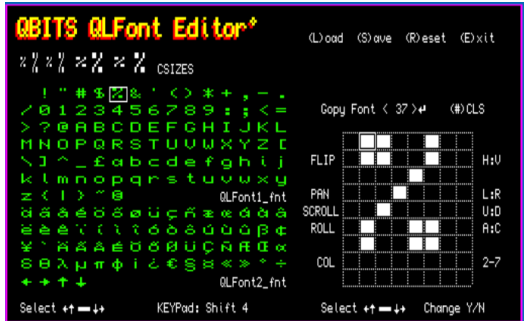 QBITS QLFont Editor*
(L)oad (S)ave (R)eset (E)xit
% % % % % % CSIZES
! " # $ % & ' ( ) * + , - .
/ 0 1 2 3 4 5 6 7 8 9 : ; < =
> ? @ A B C D E F G H I J K L
M N O P Q R S T U V W X Y Z [
\ ] ^ _ £ a b c d e f g h i j
k l m n o p q r s t u v w x y
z { | } ~ ©
QLFont1_fnt
QLFont2_fnt
← → ↑ ↓
Select ←↑ ▬ ↓→ KEYPad: Shift 4
Gopy Font < 37 >↵ (#)CLS
FLIP H:V
PAN L:R
SCROLL U:D
ROLL A:C
COL 2-7
Select ←↑ ▬ ↓→ Change Y/N